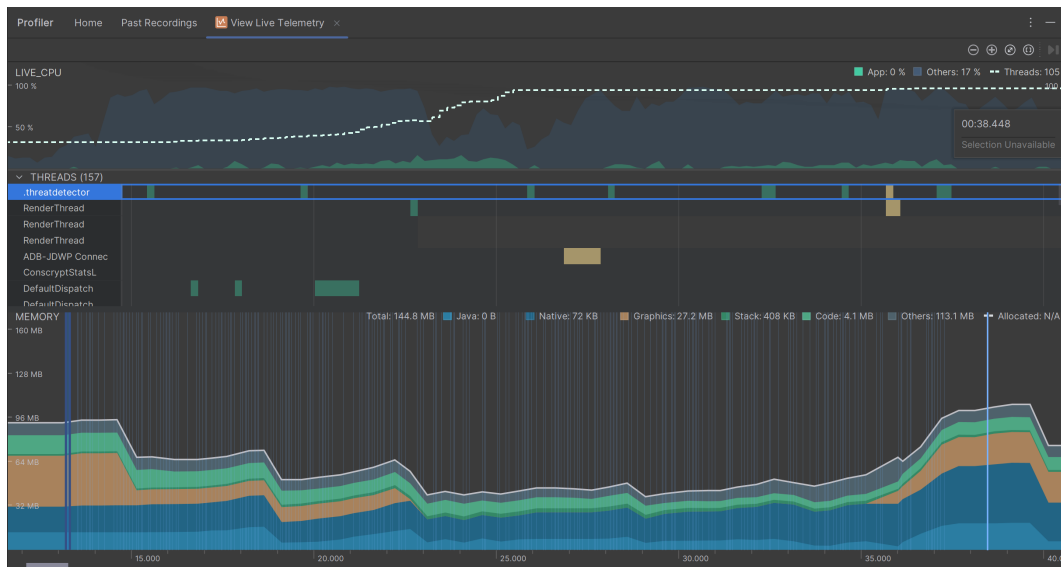 Profiler Home Past Recordings View Live Telemetry ×
LIVE_CPU App: 0 % Others: 17 % Threads: 105
100 % 100
50 % 00:38.448
Selection Unavailable
THREADS (157)
.threatdetector
RenderThread
RenderThread
RenderThread
ADB-JDWP Connec
ConscryptStatsL
DefaultDispatch
DefaultDispatch
MEMORY Total: 144.8 MB Java: 0 B Native: 72 KB Graphics: 27.2 MB Stack: 408 KB Code: 4.1 MB Others: 113.1 MB Allocated: N/A
160 MB
128 MB
96 MB
64 MB
32 MB
15.000 20.000 25.000 30.000 35.000 40.0